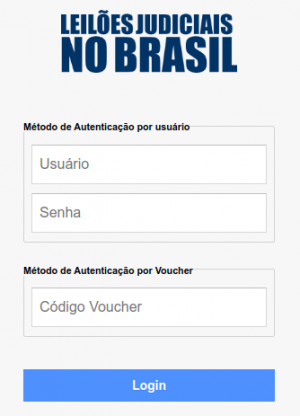 LEILÕES JUDICIAIS
NO BRASIL
Método de Autenticação por usuário
Usuário
Senha
Método de Autenticação por Voucher
Código Voucher
Login